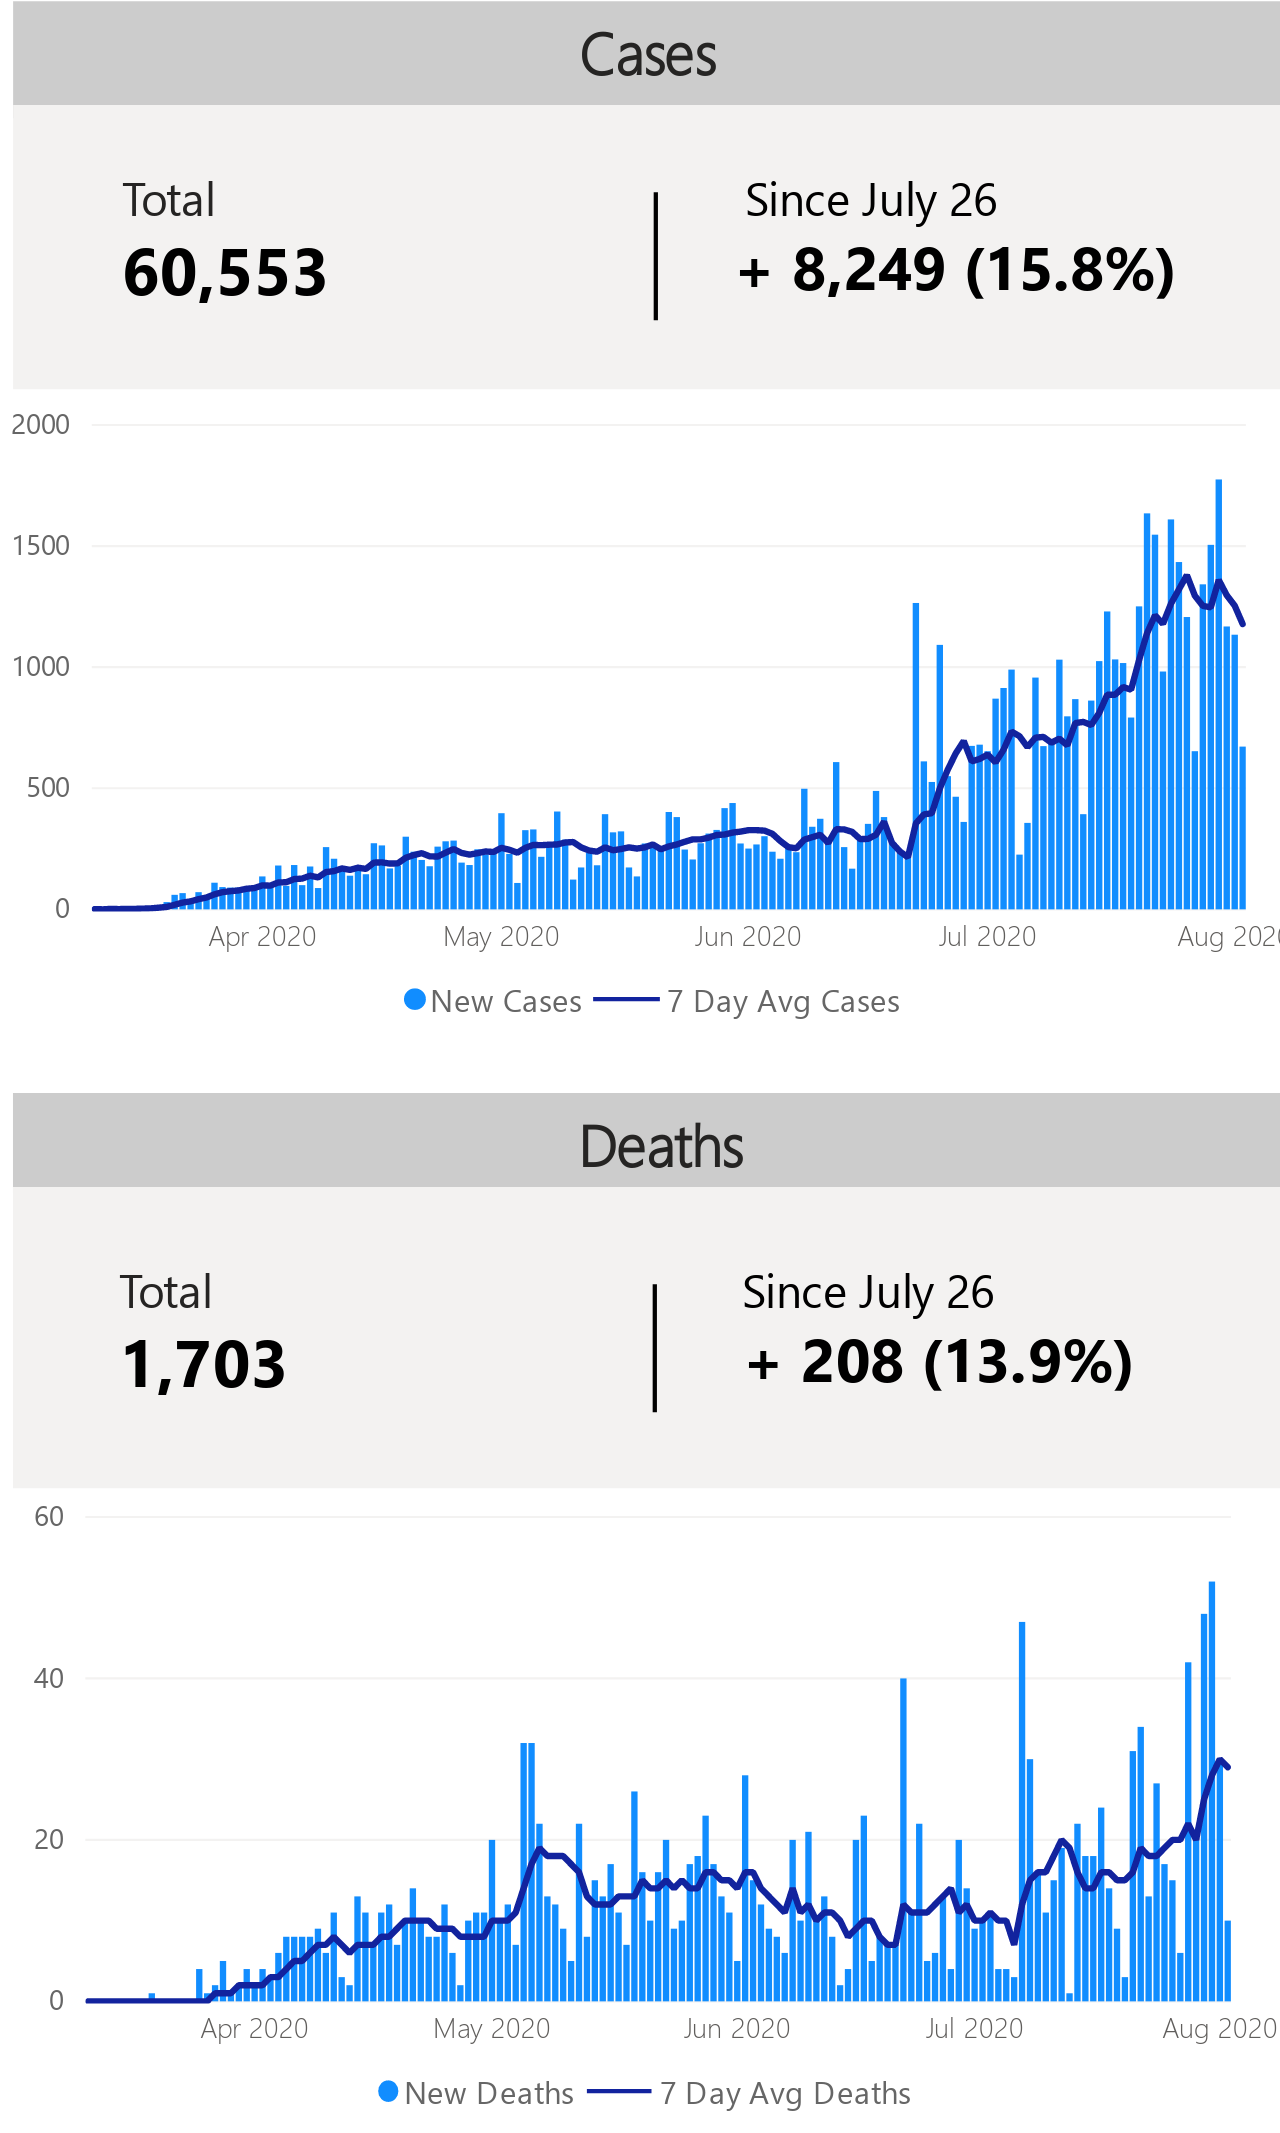 Cases
Total
Since July 26
60,553
+ 8,249 (15.8%)
2000
1500
1000
500
0
Apr 2020
May 2020
Jun 2020
Jul 2020
Aug 202
New Cases
7 Day Avg Cases
Deaths
Total
Since July 26
1,703
+ 208 (13.9%)
60
40
20
0
Apr 2020
May 2020
Jun 2020
Jul 2020
Aug 2020
New Deaths
7 Day Avg Deaths